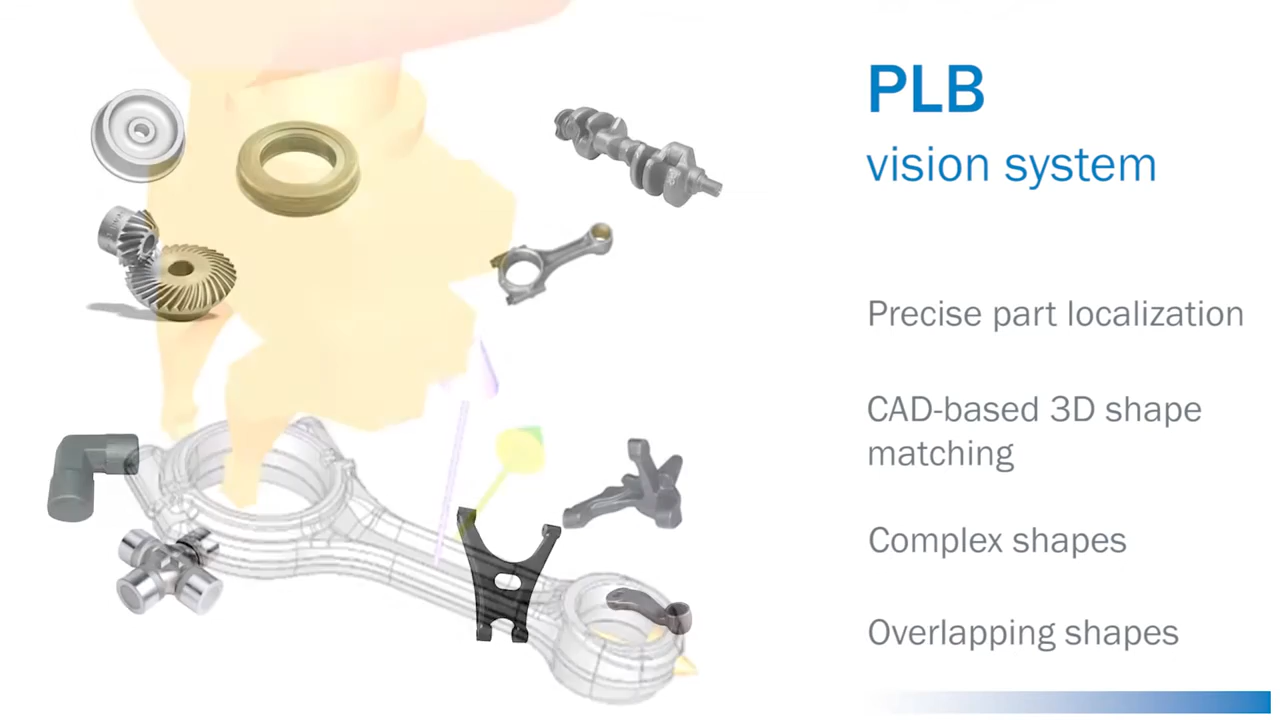 PLB
vision system
Precise part localization
CAD-based 3D shape
matching
Complex shapes
Overlapping shapes